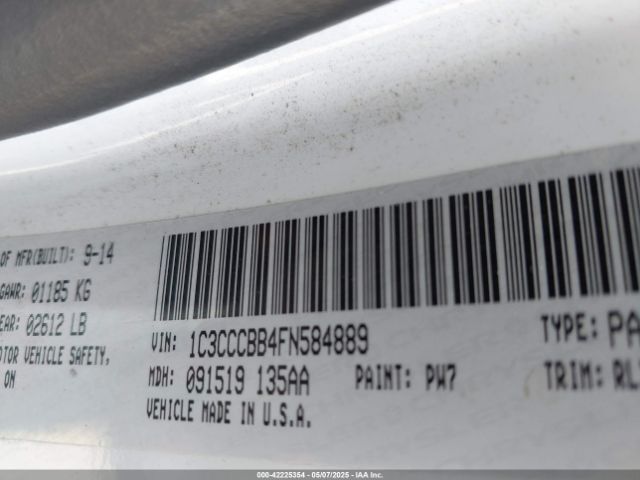 OF MFR(BUILT): 9-14
GAWR: 01185 KG
EAR: 02612 LB
OTOR VEHICLE SAFETY,
ON
VIN: 1C3CCCBB4FN584889
TYPE: PA
MDH: 091519 135AA
PAINT: PW7
TRIM: RL
VEHICLE MADE IN U.S.A.
000-42225354 | 05/07/2025 | IAA